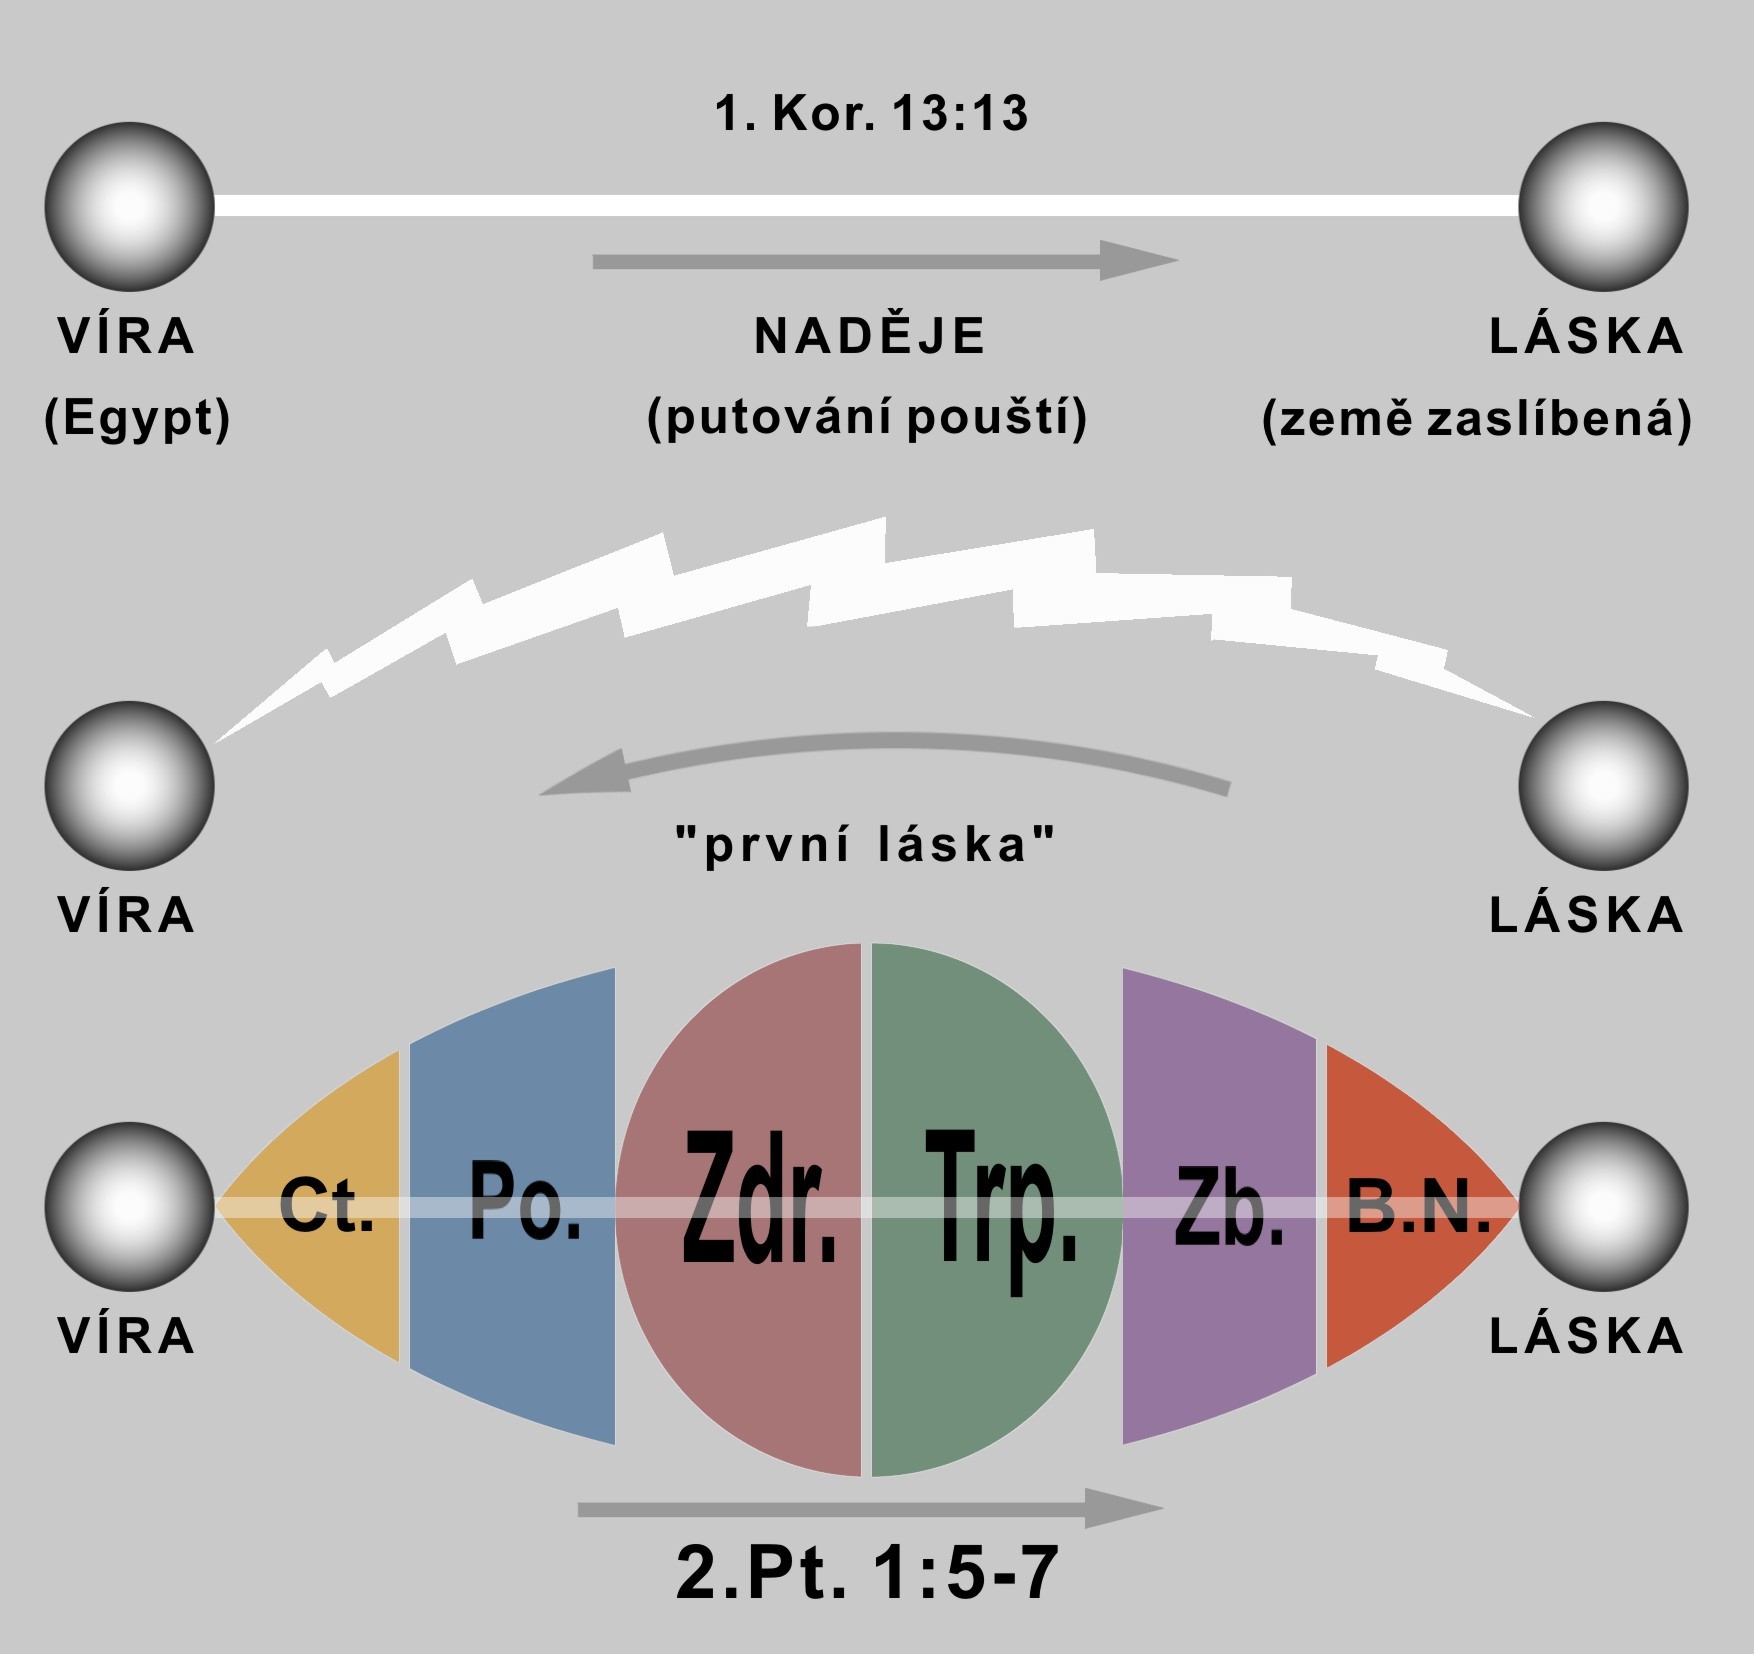 1. Kor. 13:13
VÍRA NADĚJE LÁSKA
(Egypt) (putování pouští) (země zaslíbená)
"první láska"
VÍRA LÁSKA
Ct. Po. Zdr. Trp. Zb. B.N.
VÍRA LÁSKA
2.Pt. 1:5-7